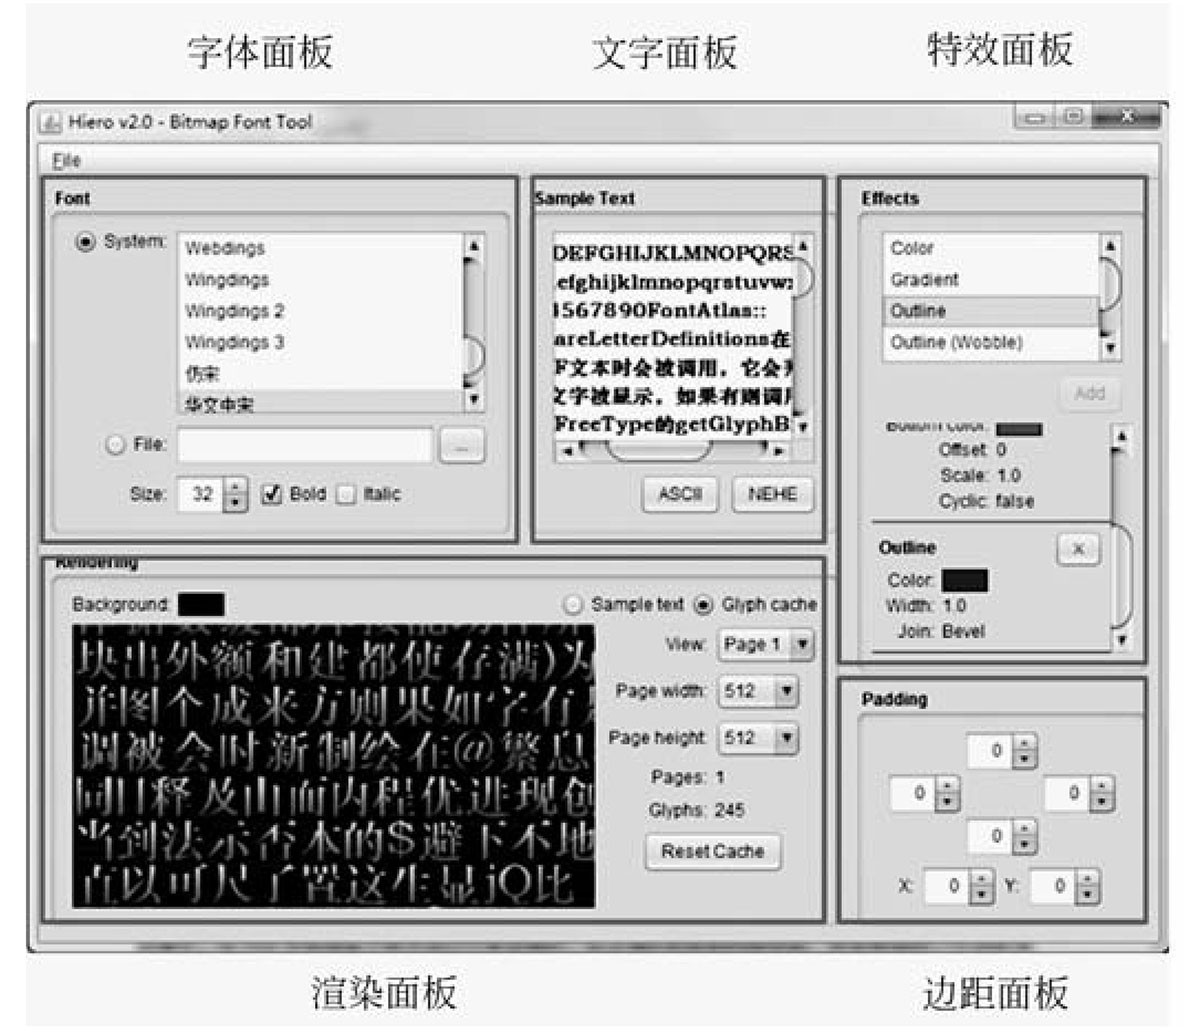 字体面板
文字面板
特效面板
Hiero v2.0 - Bitmap Font Tool
File
Font
System:
Webdings
Wingdings
Wingdings 2
Wingdings 3
仿宋
华文中宋
File:
...
Size: 32 Bold Italic
Sample Text
DEFGHIJKLMNOPQRS
efghijklmnopqrstuvw
567890FontAtlas::
areLetterDefinitions在
F文本时会被调用，它会
文字被显示，如果有则调用
FreeType的getGlyphB
ASCII NEHE
Effects
Color
Gradient
Outline
Outline (Wobble)
Add
Bottom color:
Offset: 0
Scale: 1.0
Cyclic: false
Outline
X
Color:
Width: 1.0
Join: Bevel
Rendering
Background:
Sample text Glyph cache
块出外额和建都使存满)为
并图个成来方则果如字有
调被会时新制绘在@繁息
同口释及由而内程优进现创
当到法示否本的$避下不地
直以可尺了置这生显jQ比
View: Page 1
Page width: 512
Page height: 512
Pages: 1
Glyphs: 245
Reset Cache
Padding
0
0 0
0
X: 0 Y: 0
渲染面板
边距面板